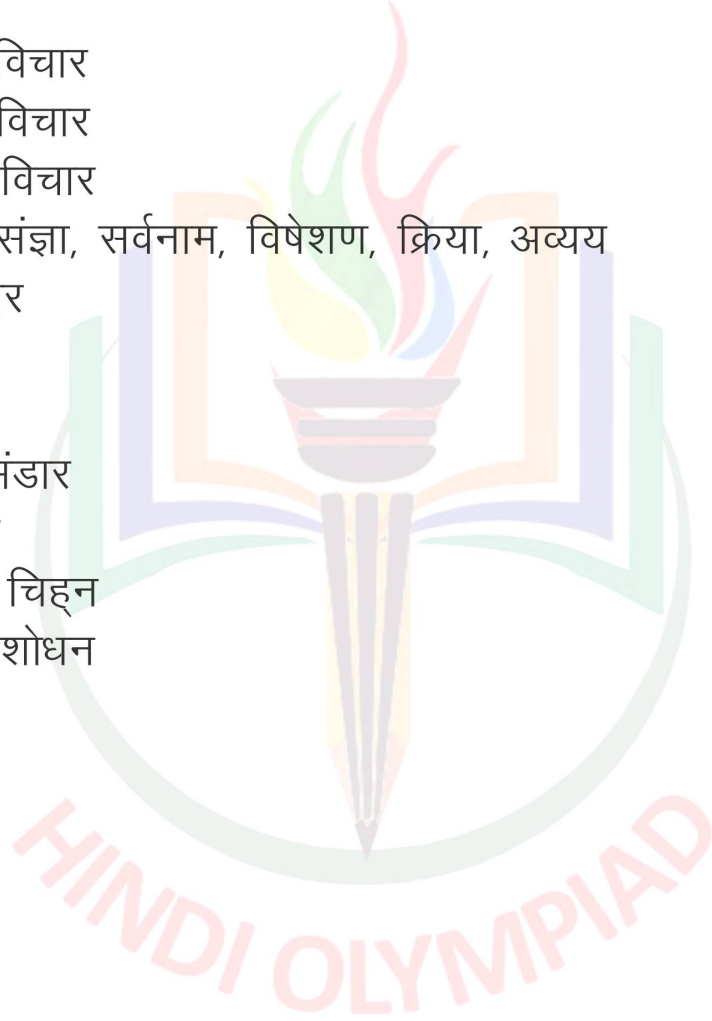 विचार
विचार
विचार
संज्ञा, सर्वनाम, विषेशण, क्रिया, अव्यय
र
चिह्न
शोधन
HINDI OLYMPIAD